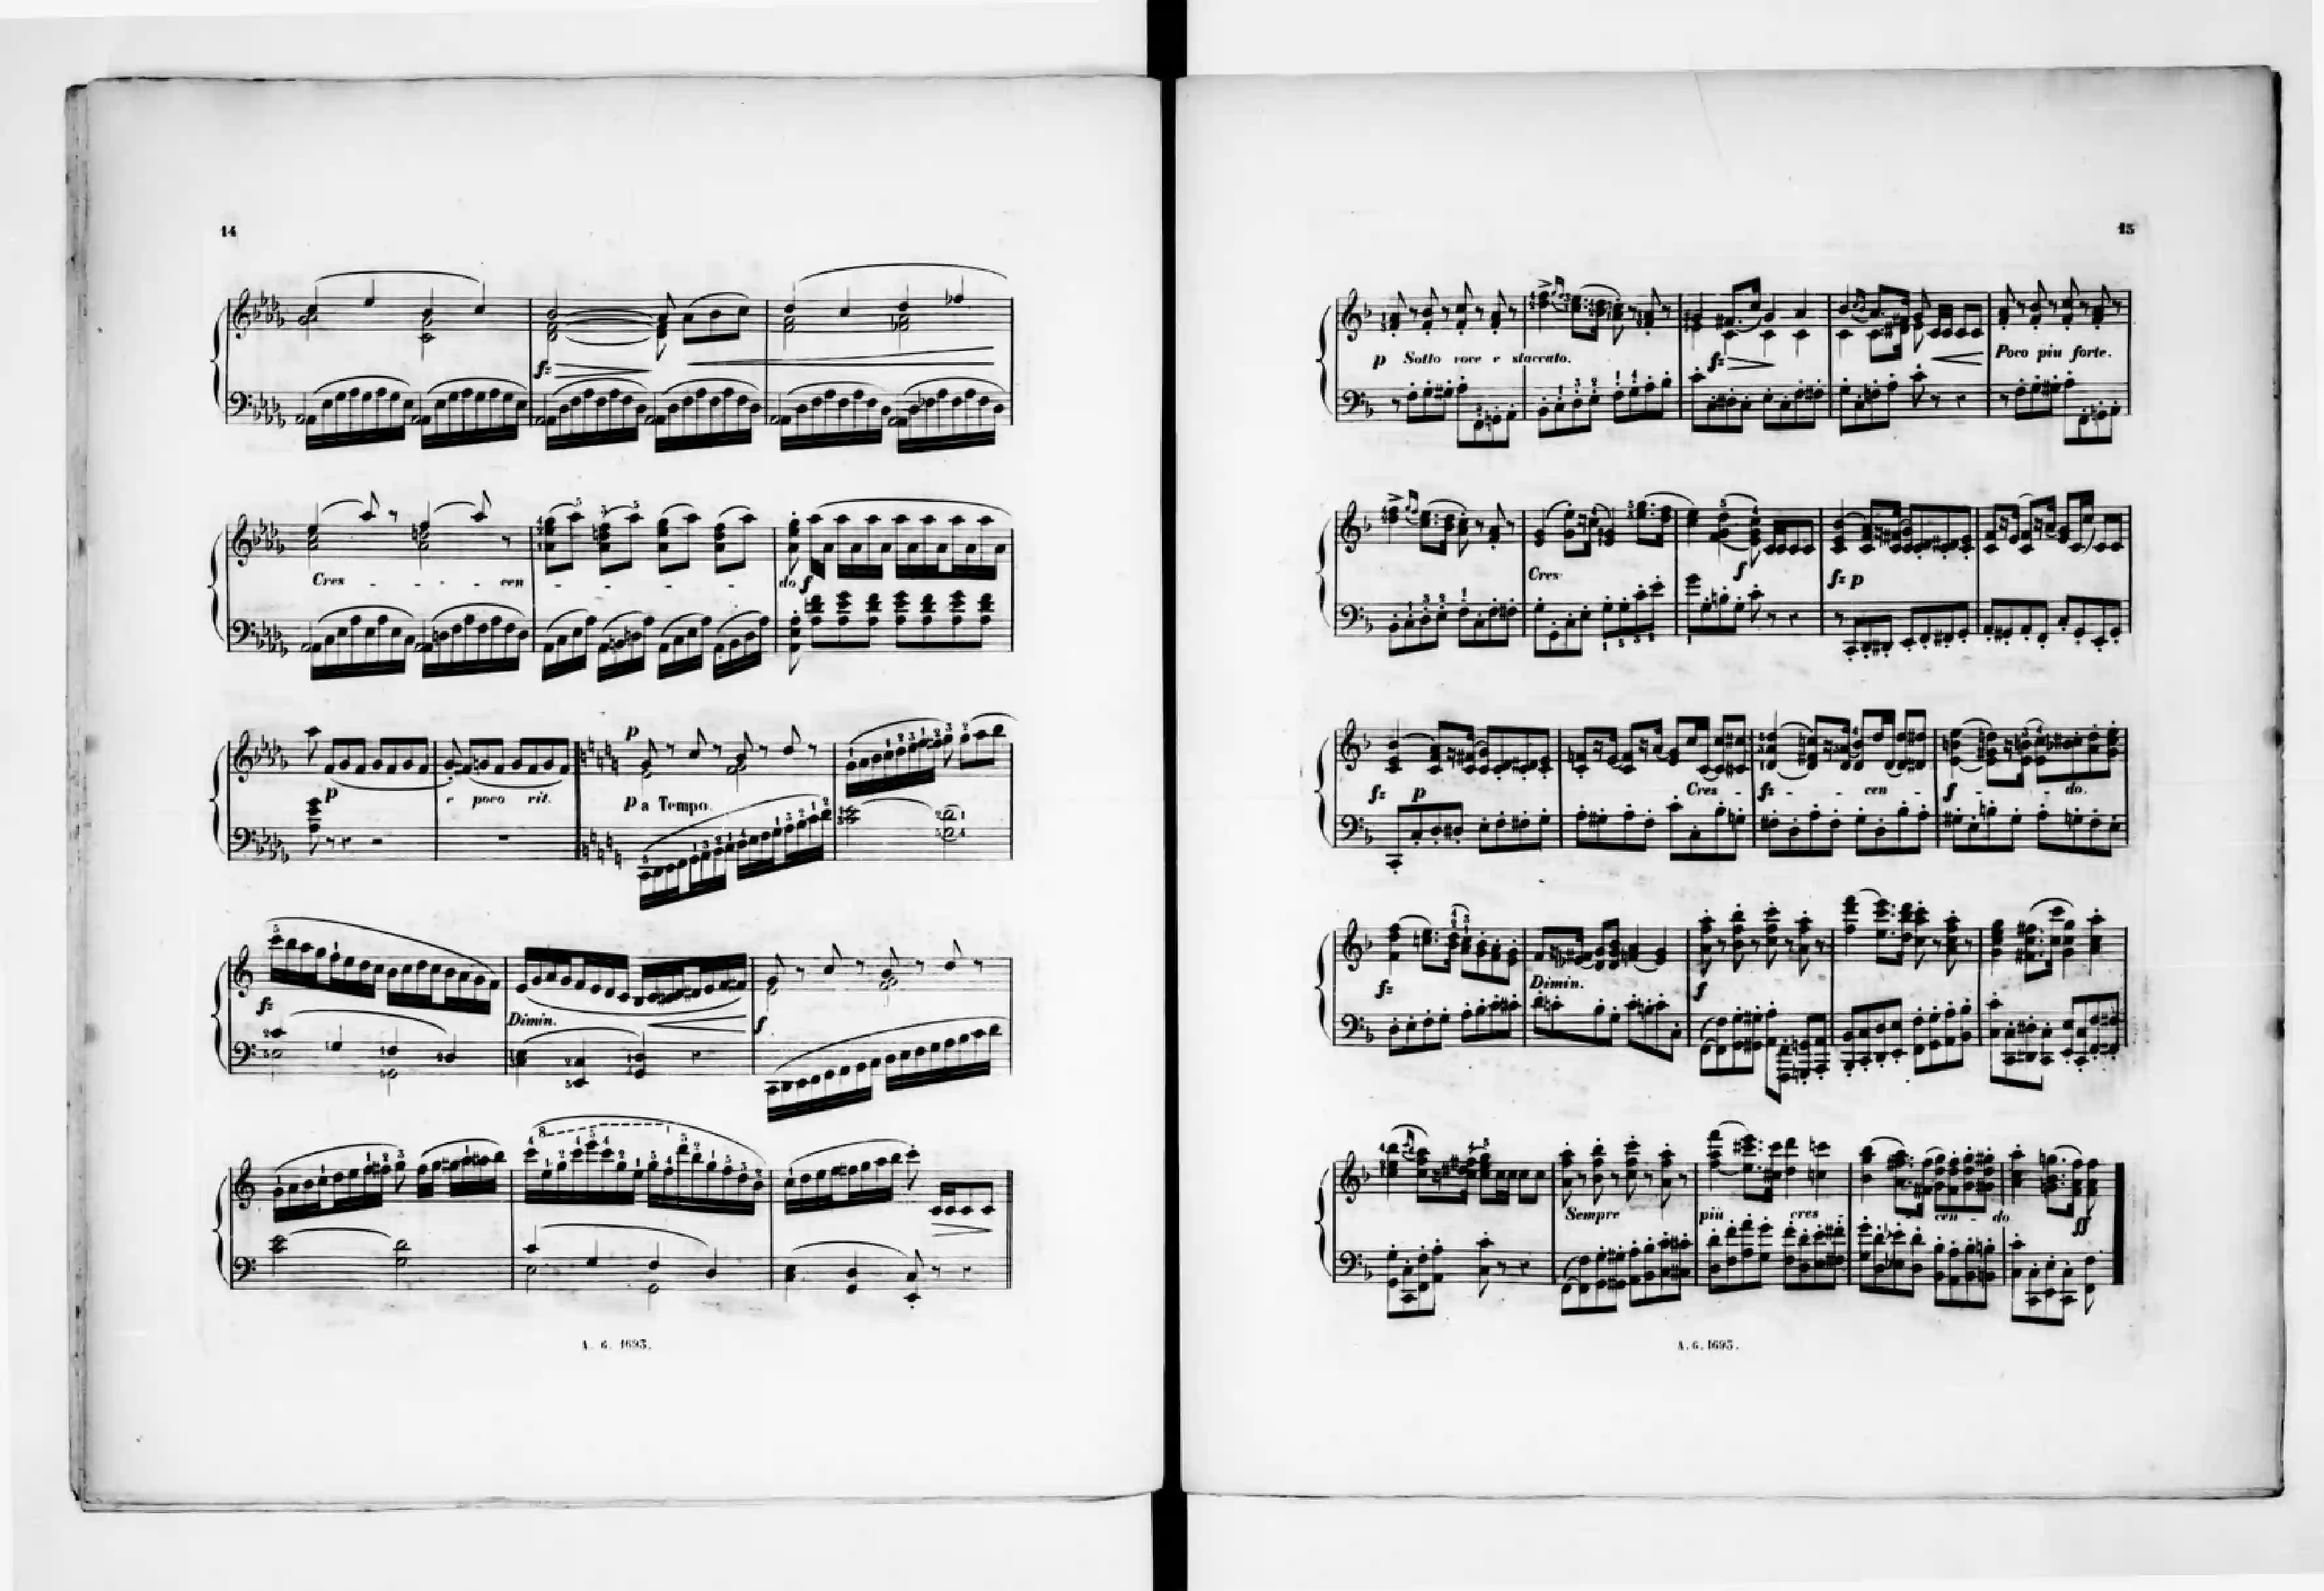 14
fz
Cres - - - cen - - - - - do f
p e poco rit. p p a Tempo.
fz Dimin. f
8
A. G. 1693.
15
p Sotto voce e staccato. fz Poco piu forte.
Cres f fz p
fz p Cres - fz - - cen - f - - do.
fz Dimin. f
Sempre più cres - cen - do ff
A. G. 1693.